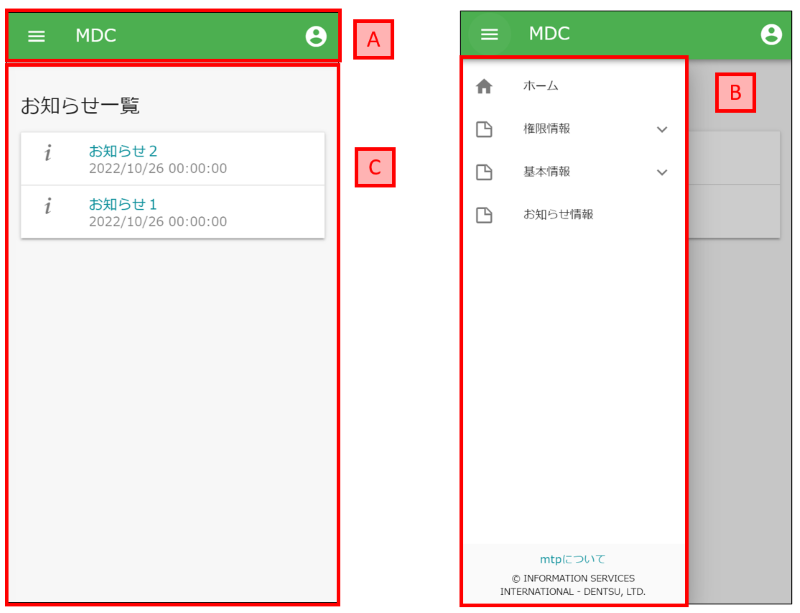 MDC
A
お知らせ一覧
i
お知らせ２
2022/10/26 00:00:00
C
i
お知らせ１
2022/10/26 00:00:00
MDC
ホーム
B
権限情報
基本情報
お知らせ情報
mtpについて
© INFORMATION SERVICES
INTERNATIONAL - DENTSU, LTD.